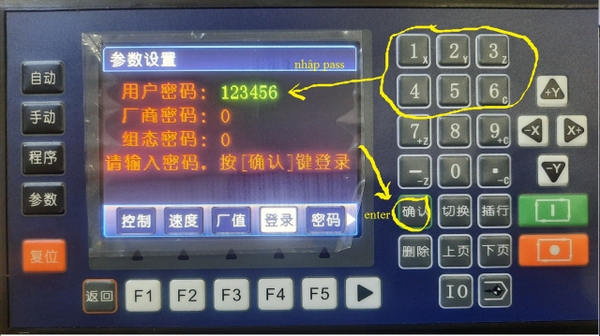 参数设置
nhập pass
用户密码: 123456
厂商密码: 0
组态密码: 0
请输入密码, 按[确认]键登录
控制 速度 厂值 登录 密码
自动
手动
程序
参数
复位
返回 F1 F2 F3 F4 F5
1X 2Y 3Z
4 5 6C
7+Z 8 9+C
−-Z 0 .-C
enter 确认 切换 插行
删除 上页 下页
IO
+Y
-X X+
-Y